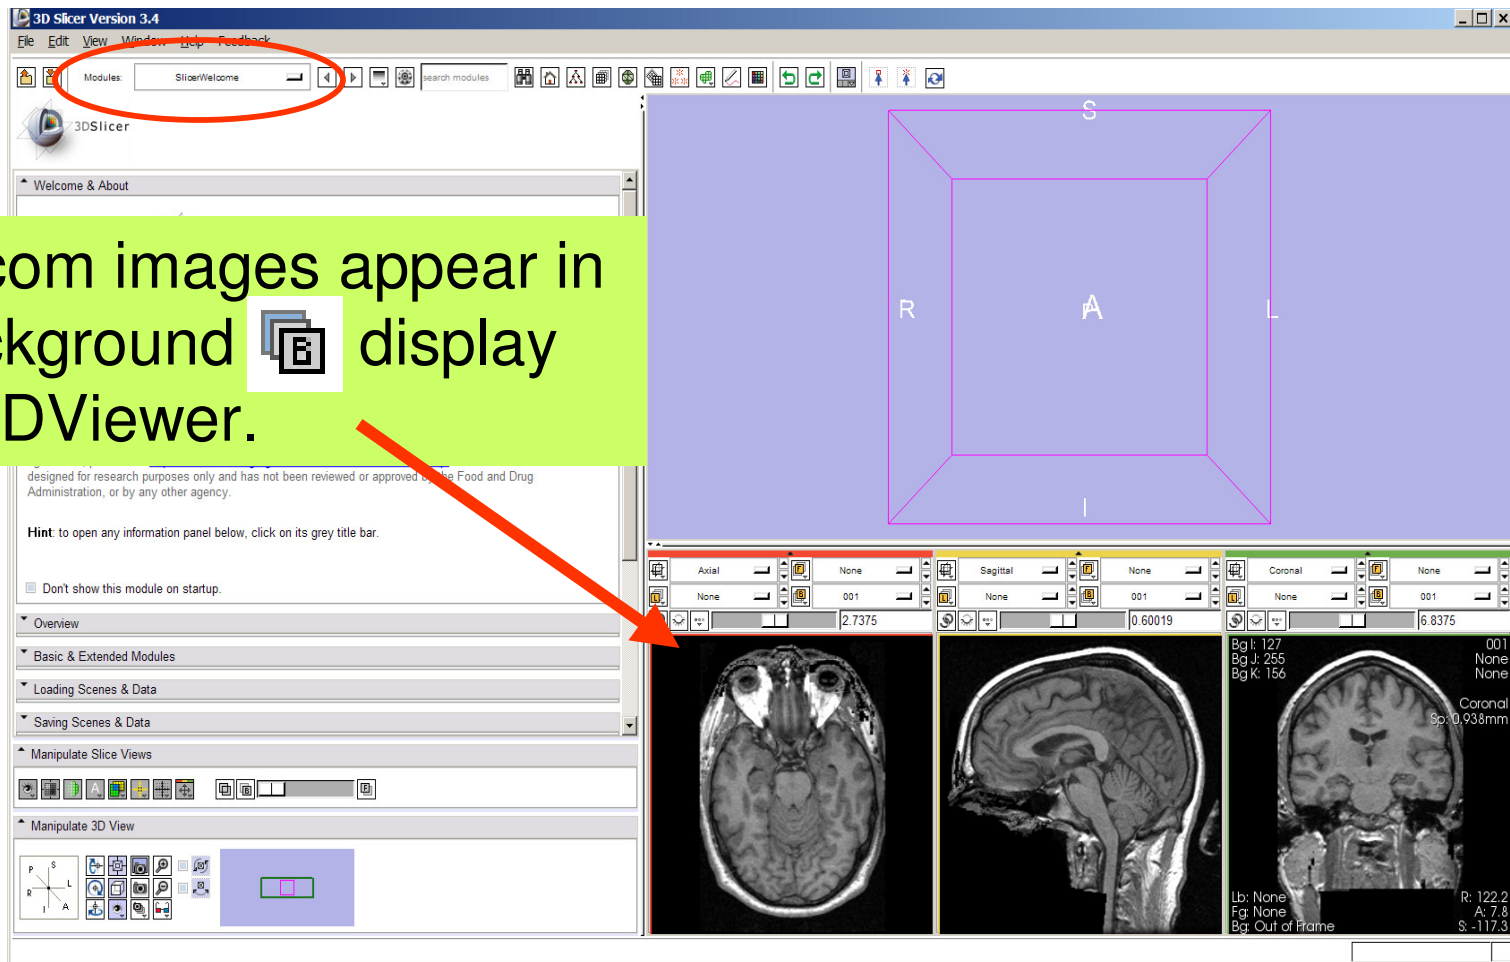 3D Slicer Version 3.4
File Edit View Window Help Feedback
Modules: SlicerWelcome search modules
3DSlicer
Welcome & About
com images appear in
ckground B display
DViewer.
designed for research purposes only and has not been reviewed or approved by the Food and Drug
Administration, or by any other agency.
Hint: to open any information panel below, click on its grey title bar.
Don't show this module on startup.
Overview
Basic & Extended Modules
Loading Scenes & Data
Saving Scenes & Data
Manipulate Slice Views
B F
Manipulate 3D View
P S
R L
I A
S
R A L
I
Axial F None
L None B 001
2.7375
Sagittal F None
L None B 001
0.60019
Coronal F None
L None B 001
6.8375
Bg I: 127 001
Bg J: 255 None
Bg K: 156 None
Coronal
Sp: 0.938mm
Lb: None R: 122.2
Fg: None A: 7.8
Bg: Out of Frame S: -117.3